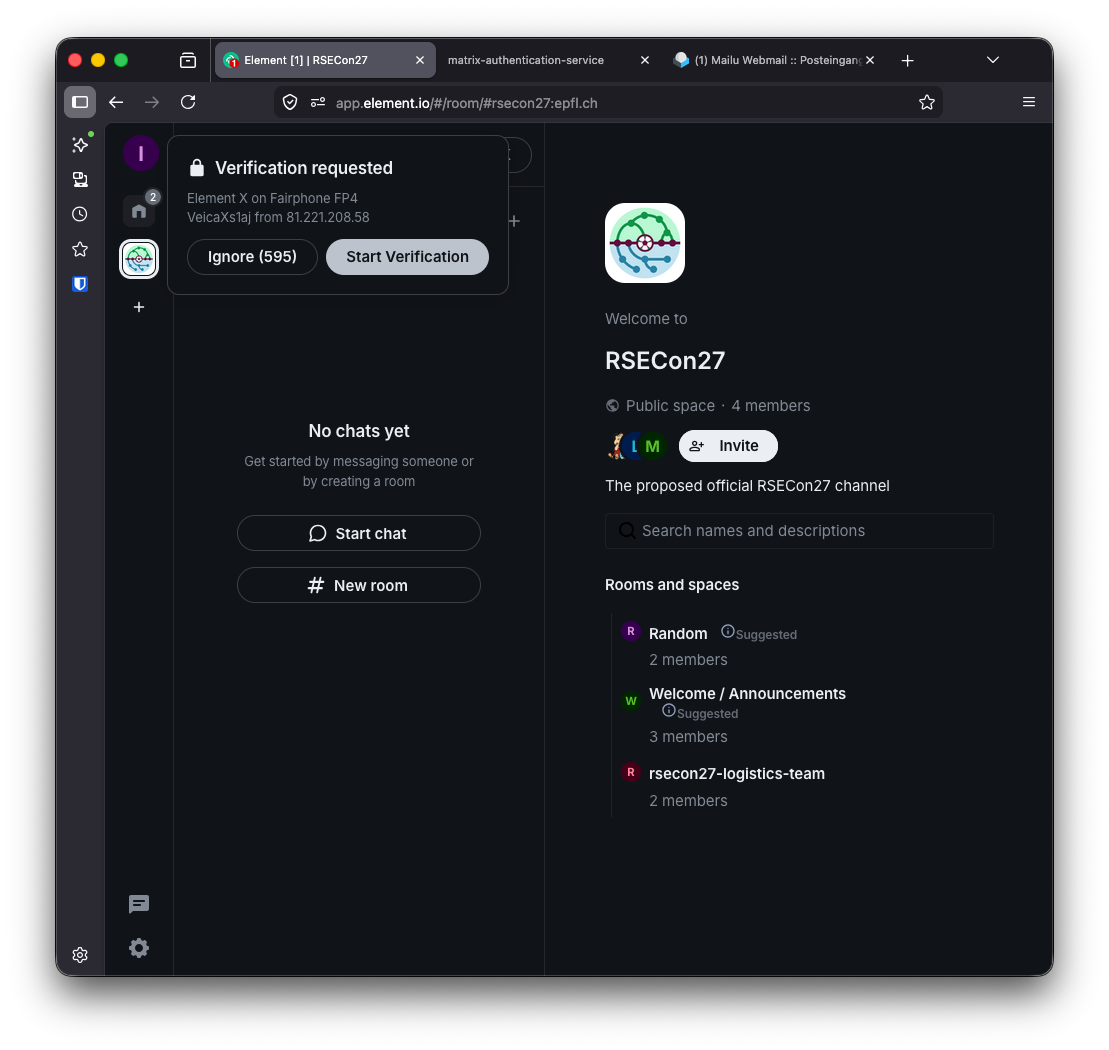 Element [1] | RSECon27
matrix-authentication-service
(1) Mailu Webmail :: Posteingang
app.element.io/#/room/#rsecon27:epfl.ch
I
2
Verification requested
Element X on Fairphone FP4
VeicaXs1aj from 81.221.208.58
Ignore (595)
Start Verification
No chats yet
Get started by messaging someone or
by creating a room
Start chat
New room
Welcome to
RSECon27
Public space · 4 members
L
M
Invite
The proposed official RSECon27 channel
Search names and descriptions
Rooms and spaces
R
Random
Suggested
2 members
W
Welcome / Announcements
Suggested
3 members
R
rsecon27-logistics-team
2 members